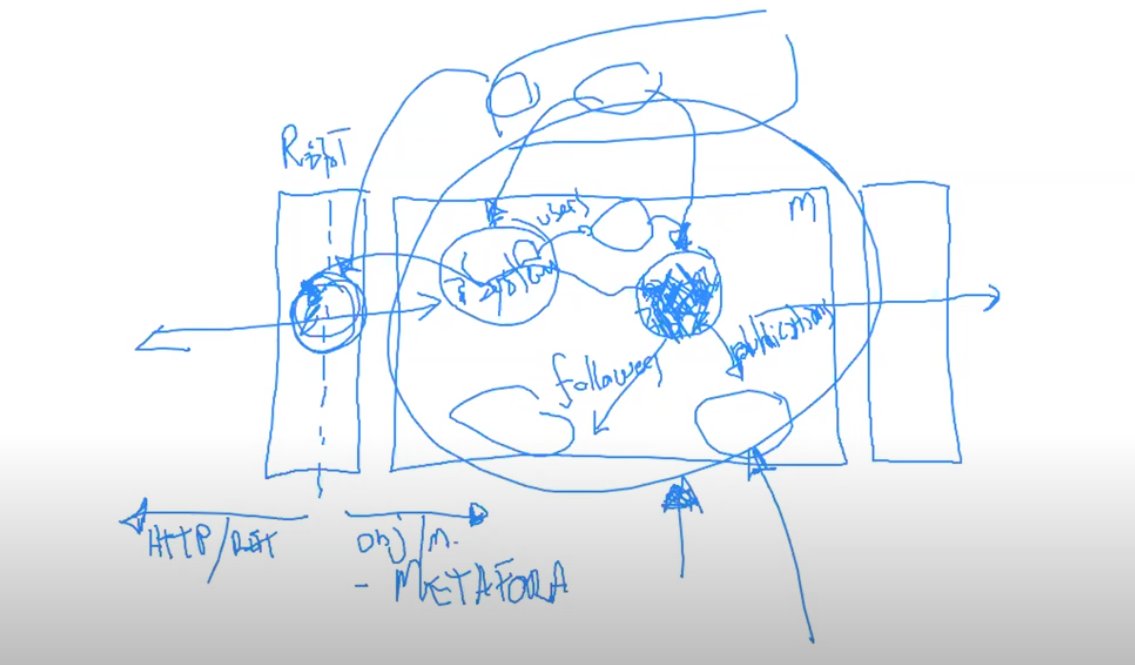 users
M
followers
publications
HTTP/REST
obj/m.
- METAFORA